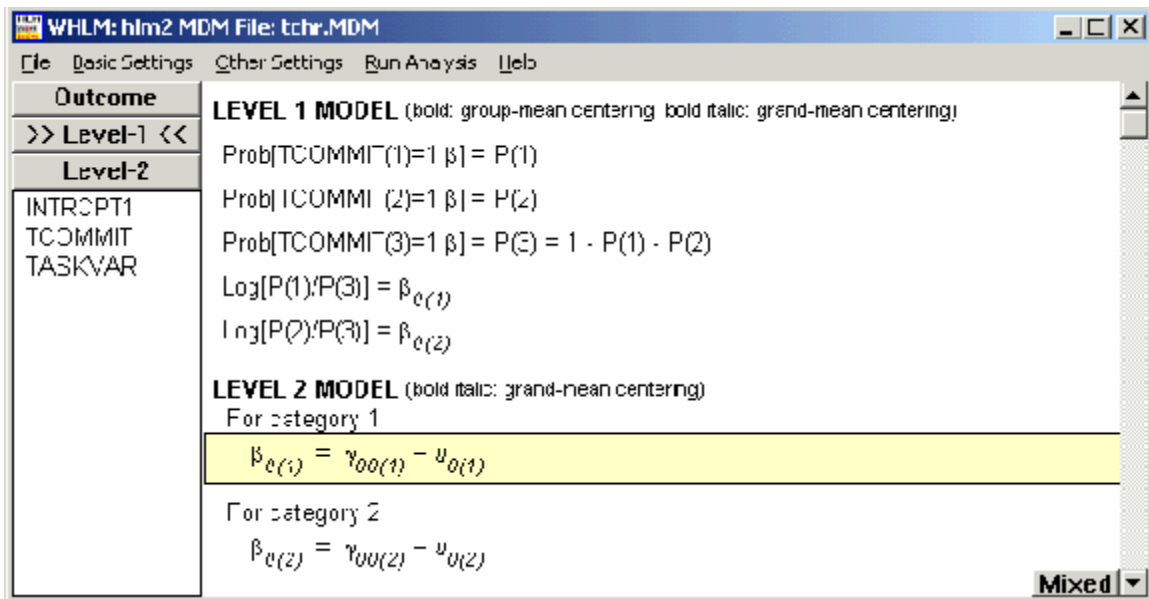 WHLM: hlm2 MDM File: tchr.MDM
File Basic Settings Other Settings Run Analysis Help
Outcome
>> Level-1 <<
Level-2
INTRCPT1
TCOMMIT
TASKVAR
LEVEL 1 MODEL (bold: group-mean centering; bold italic: grand-mean centering)
Prob[TCOMMIT(1)=1|β] = P(1)
Prob[TCOMMIT(2)=1|β] = P(2)
Prob[TCOMMIT(3)=1|β] = P(3) = 1 - P(1) - P(2)
Log[P(1)/P(3)] = β0(1)
Log[P(2)/P(3)] = β0(2)
LEVEL 2 MODEL (bold italic: grand-mean centering)
For category 1
β0(1) = γ00(1) + u0(1)
For category 2
β0(2) = γ00(2) + u0(2)
Mixed